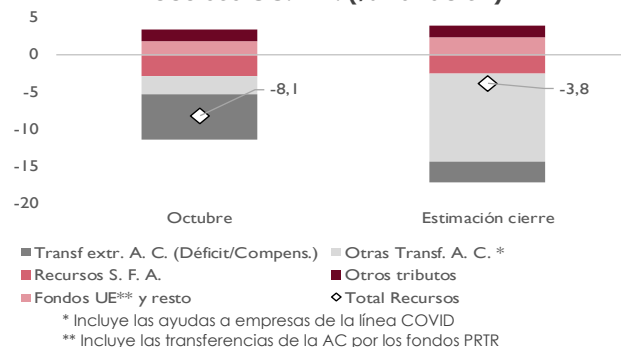 5
0
-5
-10
-15
-20
-8,1
-3,8
Octubre
Estimación cierre
Transf extr. A. C. (Déficit/Compens.)
Otras Transf. A. C. *
Recursos S. F. A.
Otros tributos
Fondos UE** y resto
Total Recursos
* Incluye las ayudas a empresas de la línea COVID
** Incluye las transferencias de la AC por los fondos PRTR